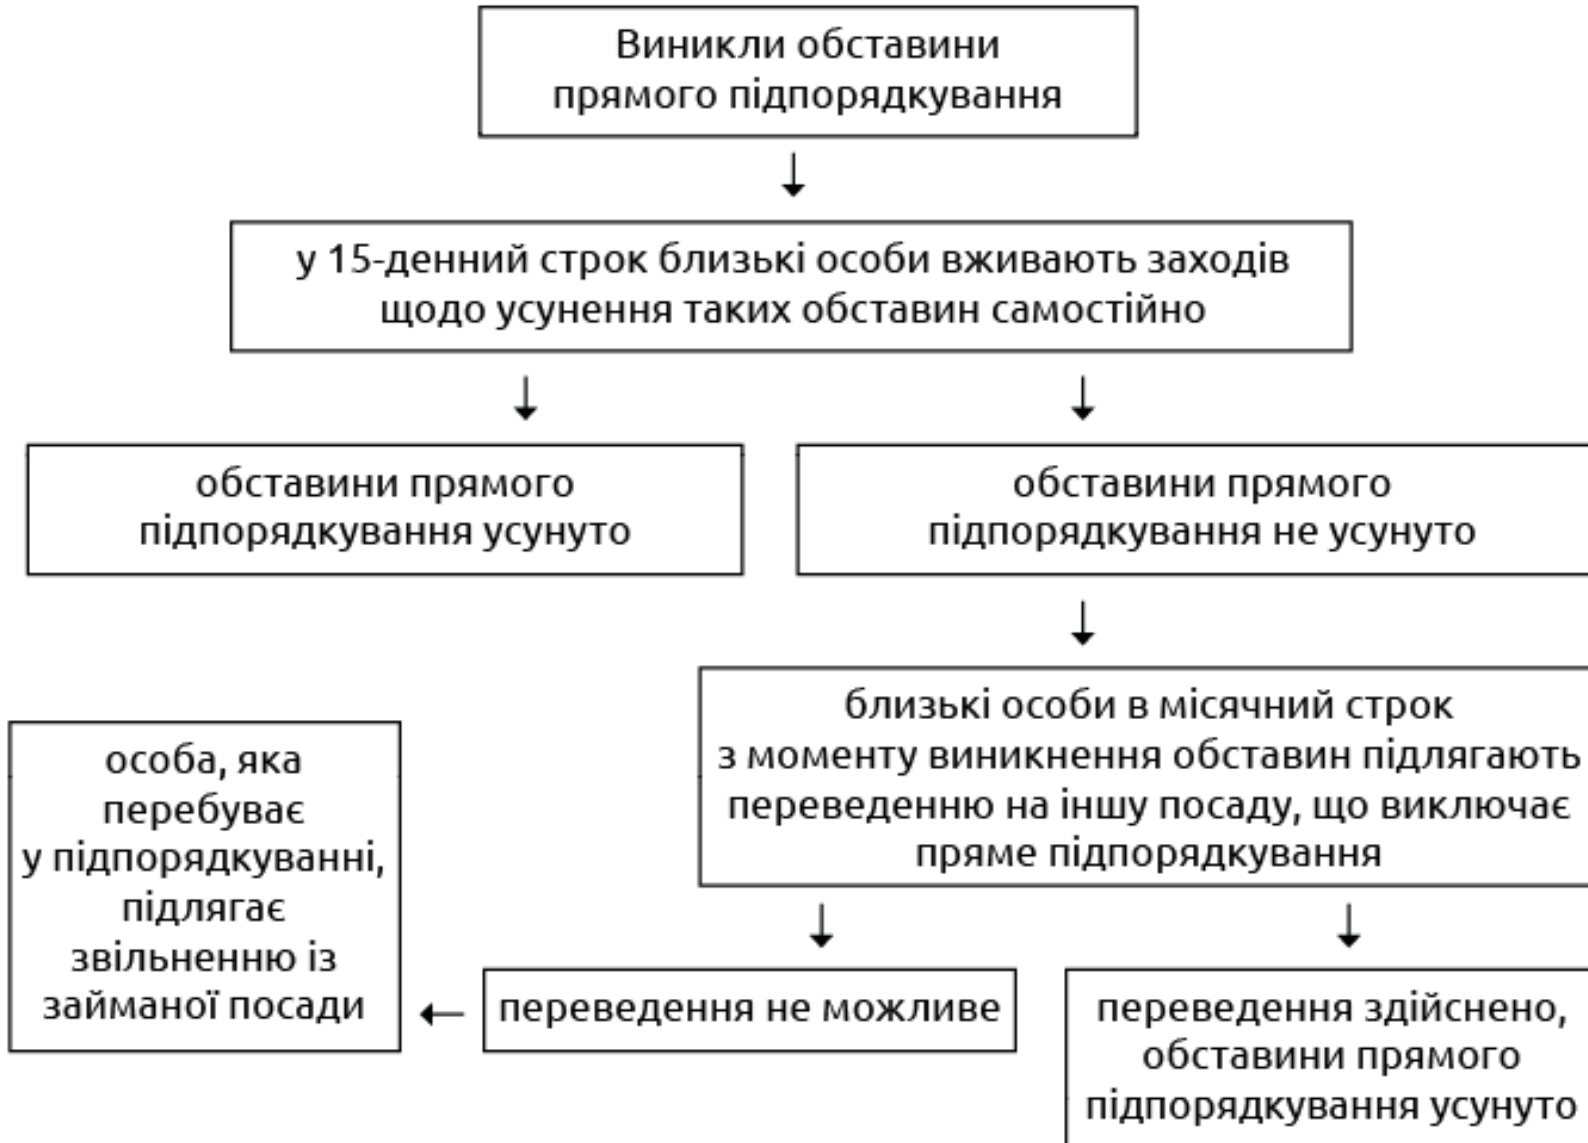 Виникли обставини
прямого підпорядкування
у 15-денний строк близькі особи вживають заходів
щодо усунення таких обставин самостійно
обставини прямого
підпорядкування усунуто
обставини прямого
підпорядкування не усунуто
близькі особи в місячний строк
з моменту виникнення обставин підлягають
переведенню на іншу посаду, що виключає
пряме підпорядкування
особа, яка
перебуває
у підпорядкуванні,
підлягає
звільненню із
займаної посади
переведення не можливе
переведення здійснено,
обставини прямого
підпорядкування усунуто